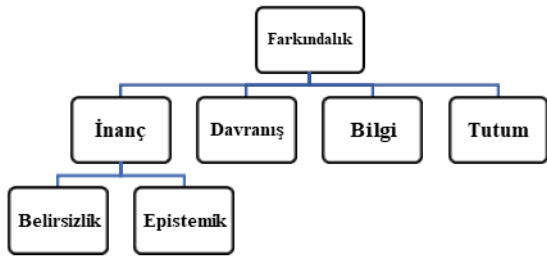 Farkındalık
İnanç
Davranış
Bilgi
Tutum
Belirsizlik
Epistemik